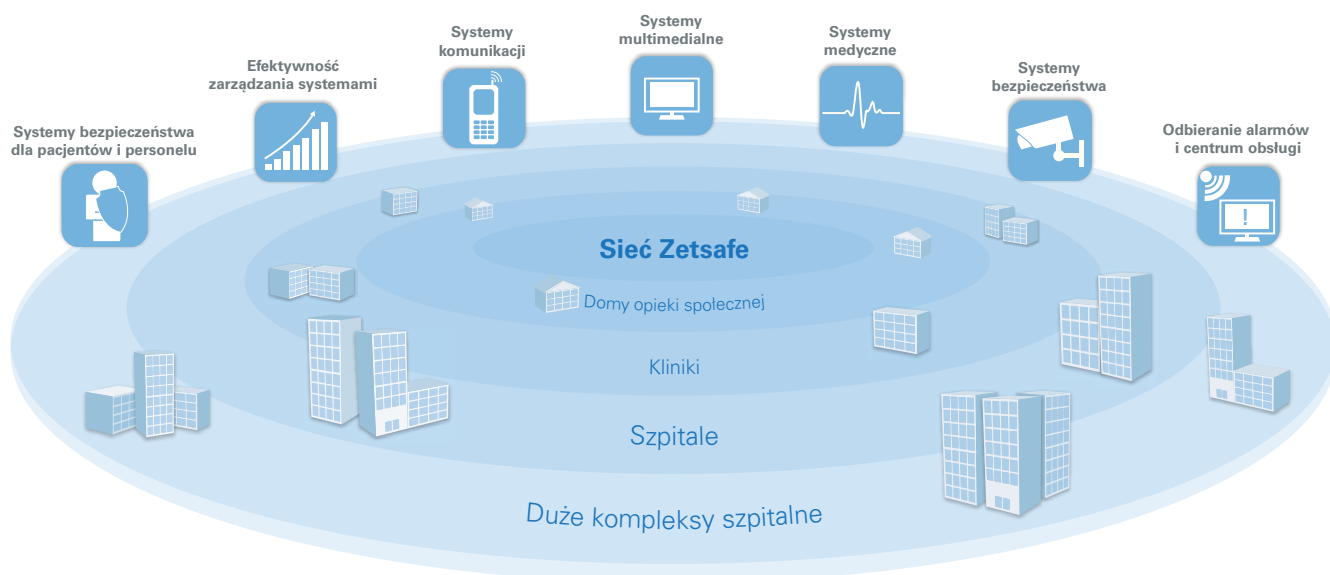 Systemy bezpieczeństwa
dla pacjentów i personelu
Efektywność
zarządzania systemami
Systemy
komunikacji
Systemy
multimedialne
Systemy
medyczne
Systemy
bezpieczeństwa
Odbieranie alarmów
i centrum obsługi
!
Sieć Zetsafe
Domy opieki społecznej
Kliniki
Szpitale
Duże kompleksy szpitalne